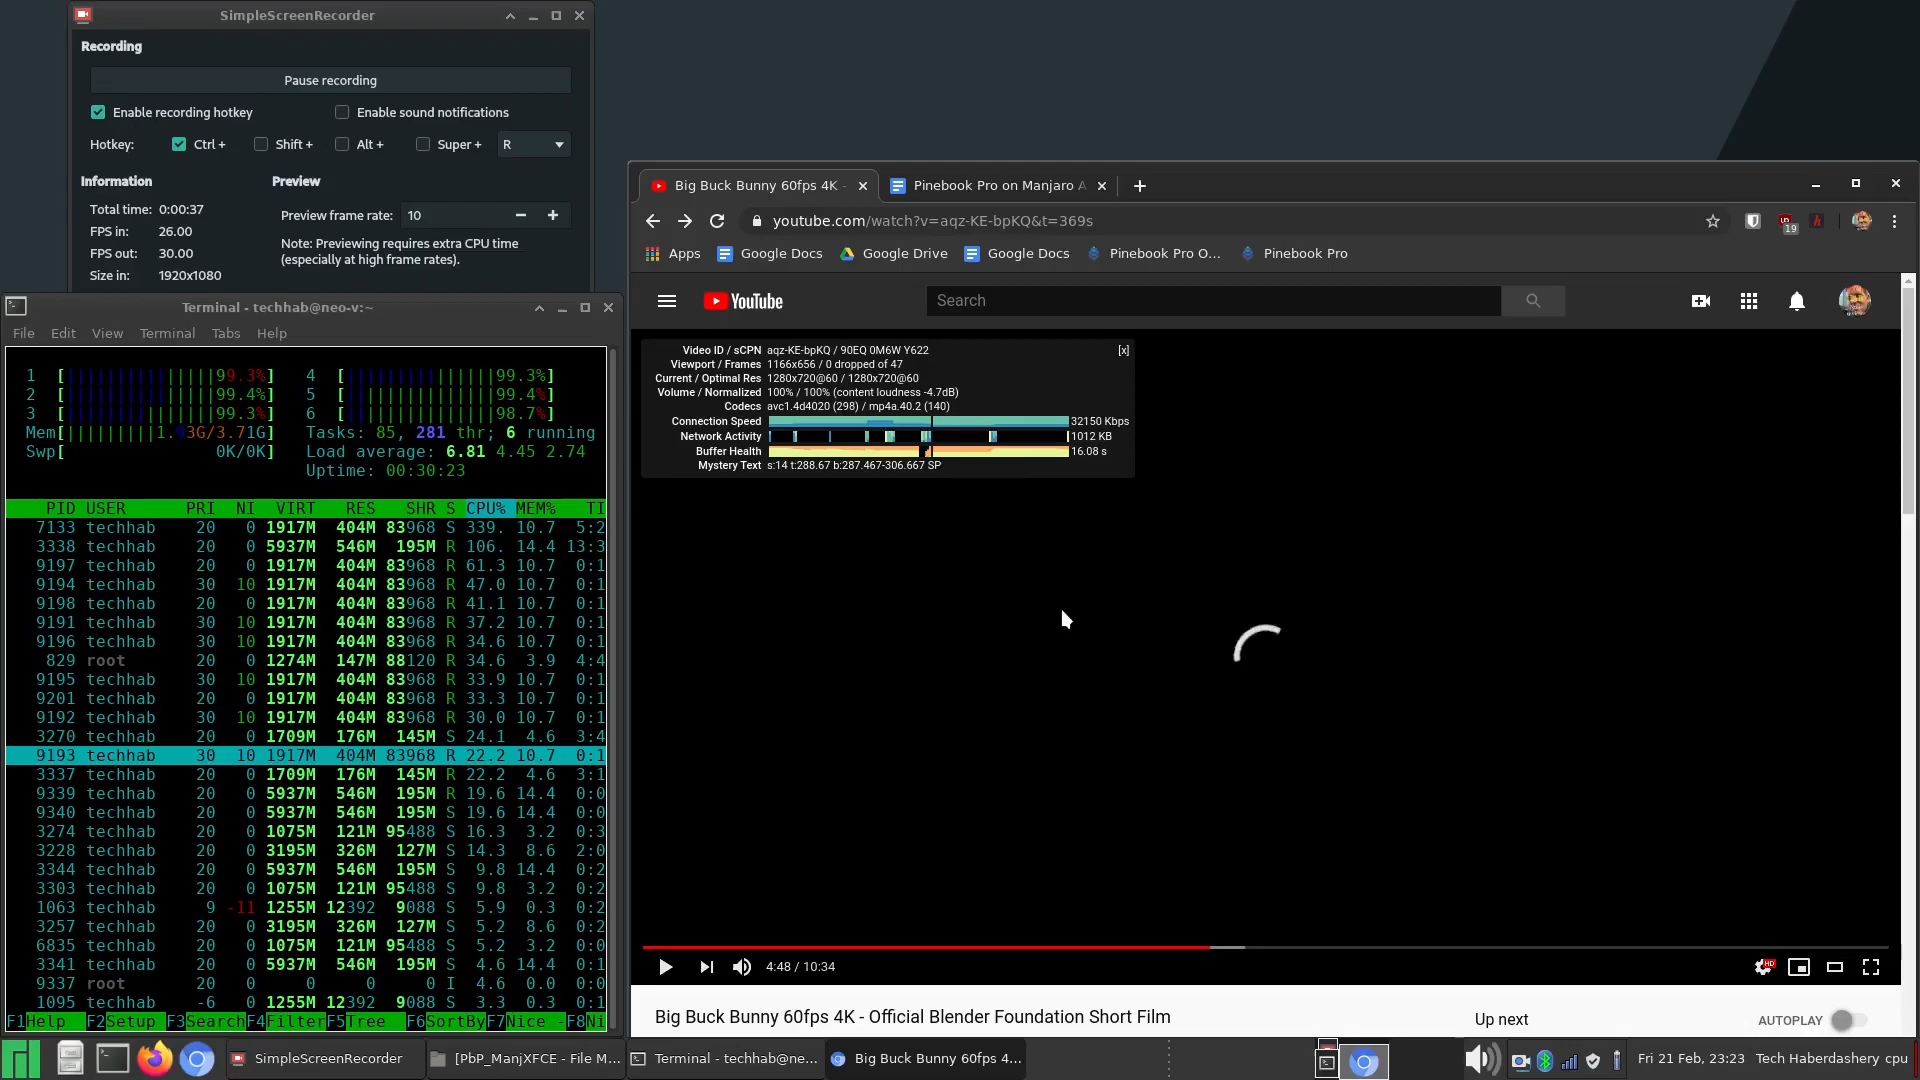 SimpleScreenRecorder
Recording
Pause recording
Enable recording hotkey
Enable sound notifications
Hotkey: Ctrl + Shift + Alt + Super + R
Information
Total time: 0:00:37
FPS in: 26.00
FPS out: 30.00
Size in: 1920x1080
Preview
Preview frame rate: 10
Note: Previewing requires extra CPU time
(especially at high frame rates).
Terminal - techhab@neo-v:~
File Edit View Terminal Tabs Help
1 [||||||||||||||||99.3%] 4 [||||||||||||||||99.3%]
2 [||||||||||||||||99.4%] 5 [||||||||||||||||99.4%]
3 [||||||||||||||||99.3%] 6 [||||||||||||||||98.7%]
Mem[|||||||||1.93G/3.71G] Tasks: 85, 281 thr; 6 running
Swp[ 0K/0K] Load average: 6.81 4.45 2.74
Uptime: 00:30:23
PID USER PRI NI VIRT RES SHR S CPU% MEM% TI
7133 techhab 20 0 1917M 404M 83968 S 339. 10.7 5:2
3338 techhab 20 0 5937M 546M 195M R 106. 14.4 13:3
9197 techhab 20 0 1917M 404M 83968 R 61.3 10.7 0:1
9194 techhab 30 10 1917M 404M 83968 R 47.0 10.7 0:1
9198 techhab 20 0 1917M 404M 83968 R 41.1 10.7 0:1
9191 techhab 30 10 1917M 404M 83968 R 37.2 10.7 0:1
9196 techhab 30 10 1917M 404M 83968 R 34.6 10.7 0:1
829 root 20 0 1274M 147M 88120 R 34.6 3.9 4:4
9195 techhab 30 10 1917M 404M 83968 R 33.9 10.7 0:1
9201 techhab 20 0 1917M 404M 83968 R 33.3 10.7 0:1
9192 techhab 30 10 1917M 404M 83968 R 30.0 10.7 0:1
3270 techhab 20 0 1709M 176M 145M S 24.1 4.6 3:4
9193 techhab 30 10 1917M 404M 83968 R 22.2 10.7 0:1
3337 techhab 20 0 1709M 176M 145M R 22.2 4.6 3:1
9339 techhab 20 0 5937M 546M 195M R 19.6 14.4 0:0
9340 techhab 20 0 5937M 546M 195M S 19.6 14.4 0:0
3274 techhab 20 0 1075M 121M 95488 S 16.3 3.2 0:3
3228 techhab 20 0 3195M 326M 127M S 14.3 8.6 2:0
3344 techhab 20 0 5937M 546M 195M S 9.8 14.4 0:2
3303 techhab 20 0 1075M 121M 95488 S 9.8 3.2 0:2
1063 techhab 9 -11 1255M 12392 9088 S 5.9 0.3 0:2
3257 techhab 20 0 3195M 326M 127M S 5.2 8.6 0:2
6835 techhab 20 0 1075M 121M 95488 S 5.2 3.2 0:0
3341 techhab 20 0 5937M 546M 195M S 4.6 14.4 0:1
9337 root 20 0 0 0 0 I 4.6 0.0 0:0
1095 techhab -6 0 1255M 12392 9088 S 3.3 0.3 0:1
F1Help F2Setup F3SearchF4FilterF5Tree F6SortByF7Nice -F8Ni
Big Buck Bunny 60fps 4K -
Pinebook Pro on Manjaro A
youtube.com/watch?v=aqz-KE-bpKQ&t=369s
19
Apps Google Docs Google Drive Google Docs Pinebook Pro O... Pinebook Pro
YouTube
Search
Video ID / sCPN aqz-KE-bpKQ / 90EQ 0M6W Y622 [x]
Viewport / Frames 1166x656 / 0 dropped of 47
Current / Optimal Res 1280x720@60 / 1280x720@60
Volume / Normalized 100% / 100% (content loudness -4.7dB)
Codecs avc1.4d4020 (298) / mp4a.40.2 (140)
Connection Speed 32150 Kbps
Network Activity 1012 KB
Buffer Health 16.08 s
Mystery Text s:14 t:288.67 b:287.467-306.667 SP
4:48 / 10:34
HD
Big Buck Bunny 60fps 4K - Official Blender Foundation Short Film
Up next
AUTOPLAY
SimpleScreenRecorder
[PbP_ManjXFCE - File M...
Terminal - techhab@ne...
Big Buck Bunny 60fps 4...
Fri 21 Feb, 23:23
Tech Haberdashery cpu